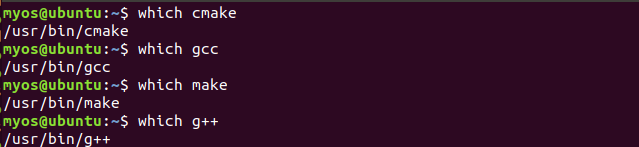 myos@ubuntu:~$ which cmake
/usr/bin/cmake
myos@ubuntu:~$ which gcc
/usr/bin/gcc
myos@ubuntu:~$ which make
/usr/bin/make
myos@ubuntu:~$ which g++
/usr/bin/g++